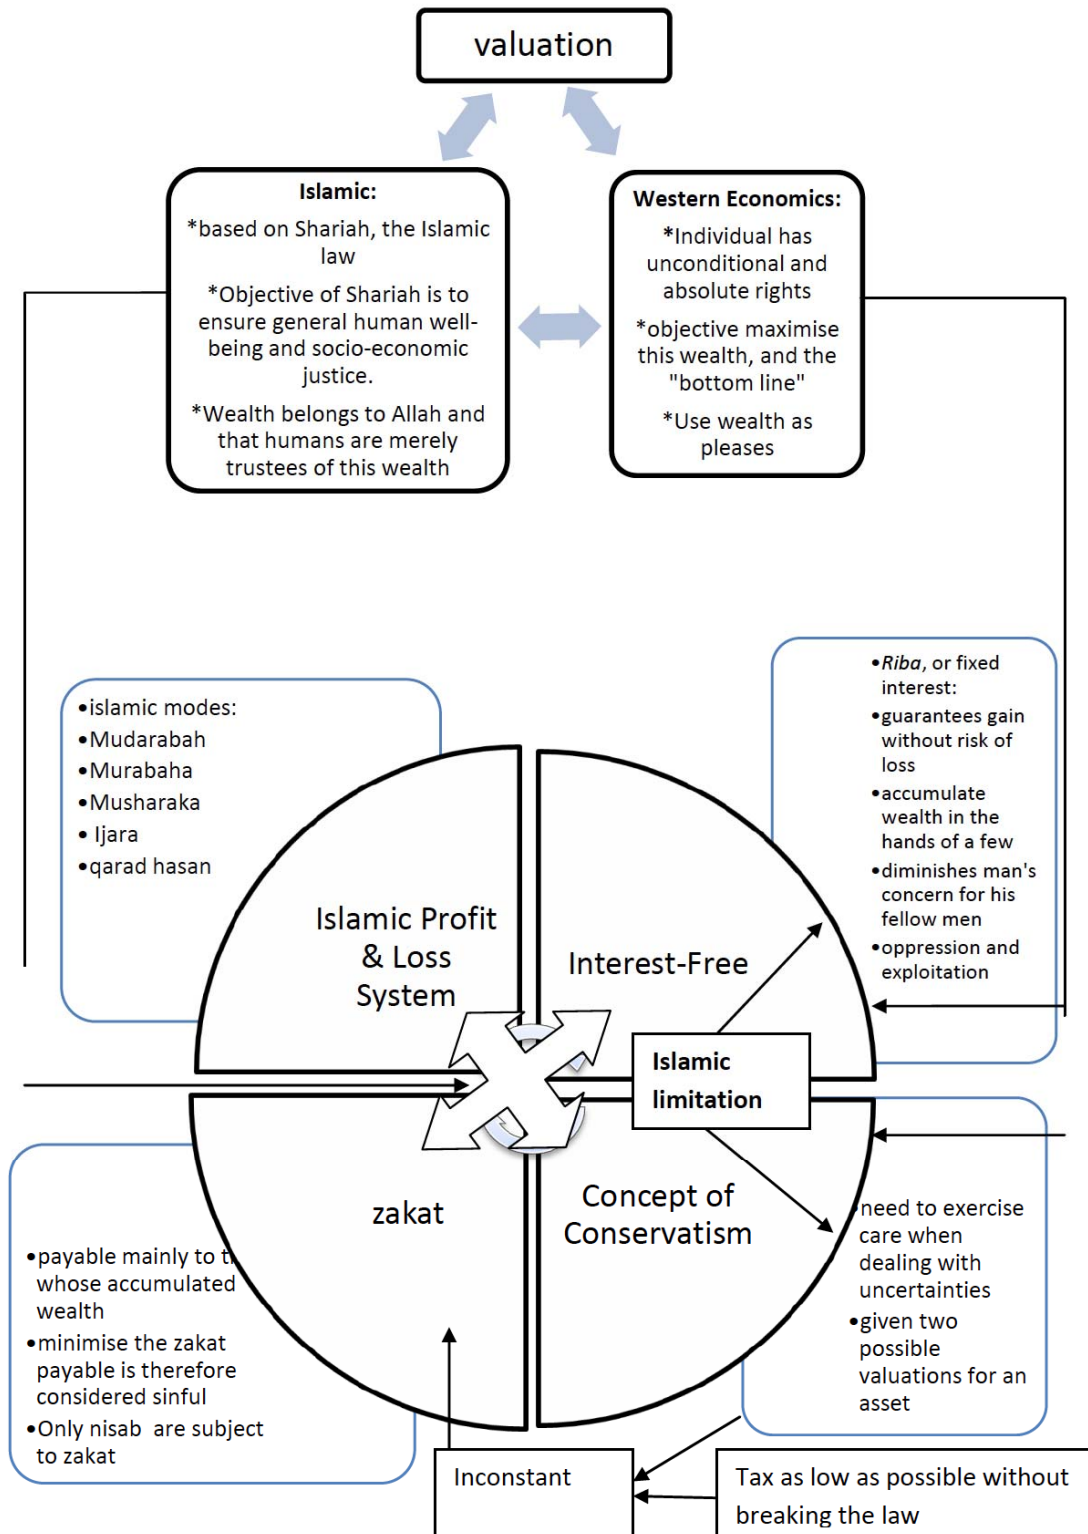 valuation
Islamic:
*based on Shariah, the Islamic
law
*Objective of Shariah is to
ensure general human well-
being and socio-economic
justice.
*Wealth belongs to Allah and
that humans are merely
trustees of this wealth
Western Economics:
*Individual has
unconditional and
absolute rights
*objective maximise
this wealth, and the
"bottom line"
*Use wealth as
pleases
•islamic modes:
•Mudarabah
•Murabaha
•Musharaka
• Ijara
•qarad hasan
•Riba, or fixed
interest:
•guarantees gain
without risk of
loss
•accumulate
wealth in the
hands of a few
•diminishes man's
concern for his
fellow men
•oppression and
exploitation
Islamic Profit
& Loss
System
Interest-Free
Islamic
limitation
zakat
Concept of
Conservatism
•payable mainly to
whose accumulated
wealth
•minimise the zakat
payable is therefore
considered sinful
•Only nisab are subject
to zakat
•need to exercise
care when
dealing with
uncertainties
•given two
possible
valuations for an
asset
Inconstant
Tax as low as possible without
breaking the law